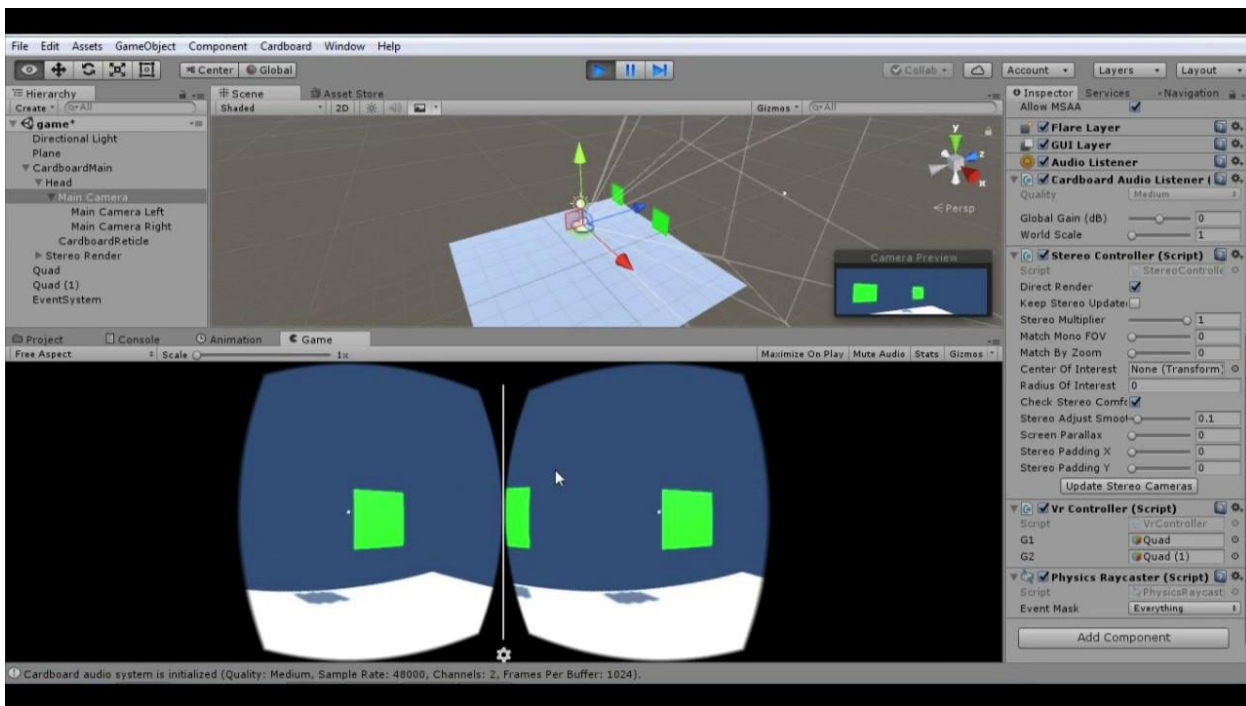 File Edit Assets GameObject Component Cardboard Window Help
Center Global
Collab
Account
Layers
Layout
Hierarchy
Create
All
game*
Directional Light
Plane
CardboardMain
Head
Main Camera
Main Camera Left
Main Camera Right
CardboardReticle
Stereo Render
Quad
Quad (1)
EventSystem
Scene Asset Store
Shaded 2D Gizmos All
y
z
x
Persp
Camera Preview
Project Console Animation Game
Free Aspect Scale 1x Maximize On Play Mute Audio Stats Gizmos
Inspector Services Navigation
Allow MSAA
Flare Layer
GUI Layer
Audio Listener
Cardboard Audio Listener (
Quality Medium
Global Gain (dB) 0
World Scale 1
Stereo Controller (Script)
Script StereoControlle
Direct Render
Keep Stereo Update
Stereo Multiplier 1
Match Mono FOV 0
Match By Zoom 0
Center Of Interest None (Transform)
Radius Of Interest 0
Check Stereo Comfc
Stereo Adjust Smoot 0.1
Screen Parallax 0
Stereo Padding X 0
Stereo Padding Y 0
Update Stereo Cameras
Vr Controller (Script)
Script VrController
G1 Quad
G2 Quad (1)
Physics Raycaster (Script)
Script PhysicsRaycast
Event Mask Everything
Add Component
Cardboard audio system is initialized (Quality: Medium, Sample Rate: 48000, Channels: 2, Frames Per Buffer: 1024).